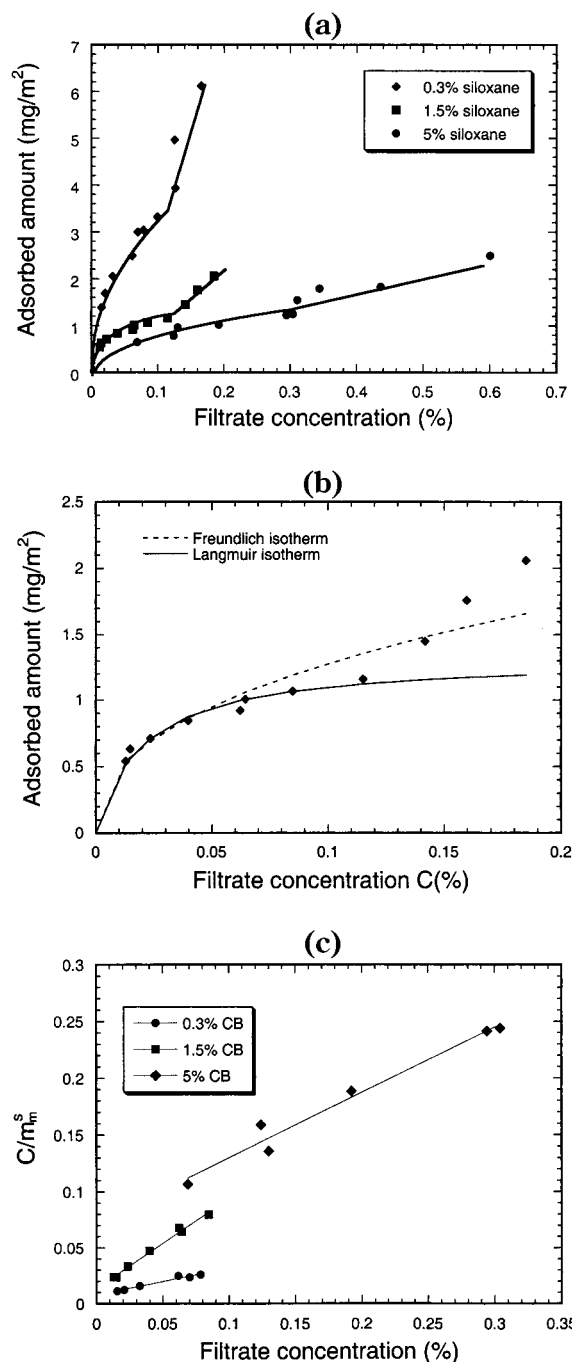 (a)
7
6
5
4
3
2
1
0
Adsorbed amount (mg/m²)
0.3% siloxane
1.5% siloxane
5% siloxane
0 0.1 0.2 0.3 0.4 0.5 0.6 0.7
Filtrate concentration (%)
(b)
2.5
2
1.5
1
0.5
0
Adsorbed amount (mg/m²)
Freundlich isotherm
Langmuir isotherm
0 0.05 0.1 0.15 0.2
Filtrate concentration C(%)
(c)
0.3
0.25
0.2
0.15
0.1
0.05
0
C/mₘˢ
0.3% CB
1.5% CB
5% CB
0 0.05 0.1 0.15 0.2 0.25 0.3 0.35
Filtrate concentration (%)